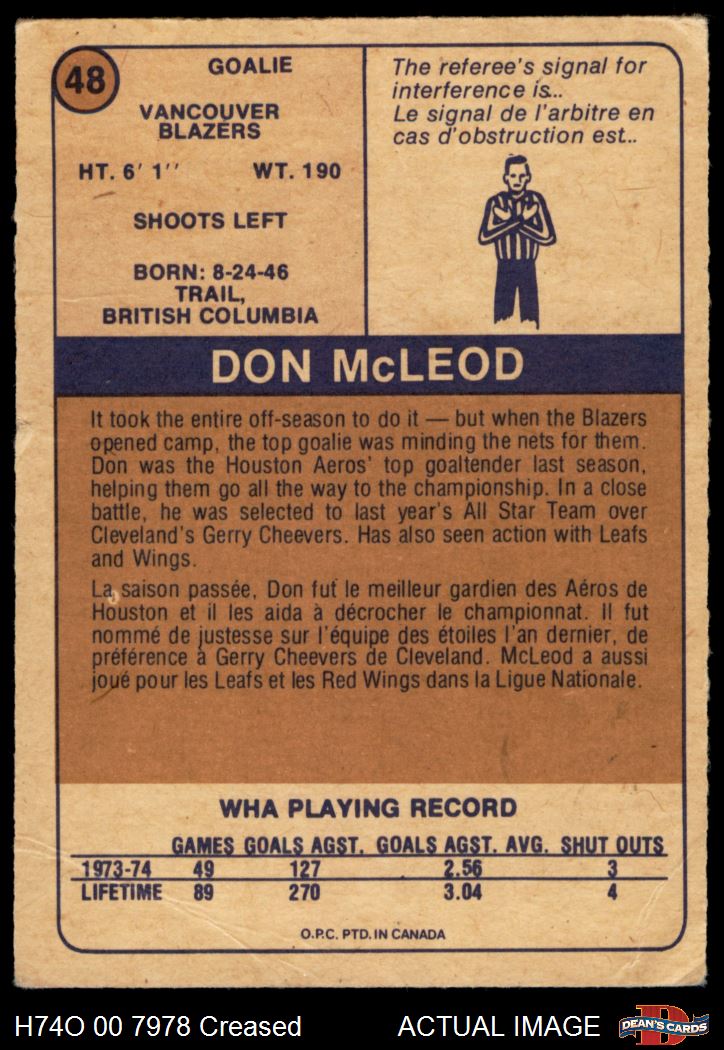 48
GOALIE
VANCOUVER
BLAZERS
HT. 6' 1'' WT. 190
SHOOTS LEFT
BORN: 8-24-46
TRAIL,
BRITISH COLUMBIA
The referee's signal for
interference is...
Le signal de l'arbitre en
cas d'obstruction est...
DON McLEOD
It took the entire off-season to do it — but when the Blazers
opened camp, the top goalie was minding the nets for them.
Don was the Houston Aeros' top goaltender last season,
helping them go all the way to the championship. In a close
battle, he was selected to last year's All Star Team over
Cleveland's Gerry Cheevers. Has also seen action with Leafs
and Wings.
La saison passée, Don fut le meilleur gardien des Aéros de
Houston et il les aida à décrocher le championnat. Il fut
nommé de justesse sur l'équipe des étoiles l'an dernier, de
préférence à Gerry Cheevers de Cleveland. McLeod a aussi
joué pour les Leafs et les Red Wings dans la Ligue Nationale.
WHA PLAYING RECORD
GAMES GOALS AGST. GOALS AGST. AVG. SHUT OUTS
1973-74 49 127 2.56 3
LIFETIME 89 270 3.04 4
O.P.C. PTD. IN CANADA
H74O 00 7978 Creased ACTUAL IMAGE
D
DEAN'S CARDS